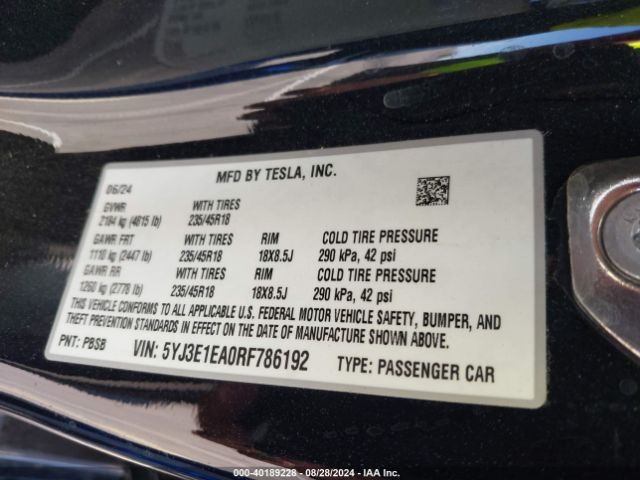 MFD BY TESLA, INC.
06/24
GVWR WITH TIRES
2184 kg (4815 lb) 235/45R18
GAWR FRT WITH TIRES RIM COLD TIRE PRESSURE
1110 kg (2447 lb) 235/45R18 18X8.5J 290 kPa, 42 psi
GAWR RR WITH TIRES RIM COLD TIRE PRESSURE
1260 kg (2778 lb) 235/45R18 18X8.5J 290 kPa, 42 psi
THIS VEHICLE CONFORMS TO ALL APPLICABLE U.S. FEDERAL MOTOR VEHICLE SAFETY, BUMPER, AND
THEFT PREVENTION STANDARDS IN EFFECT ON THE DATE OF MANUFACTURE SHOWN ABOVE.
PNT: PBSB VIN: 5YJ3E1EA0RF786192 TYPE: PASSENGER CAR
000-40189228 - 08/28/2024 - IAA Inc.